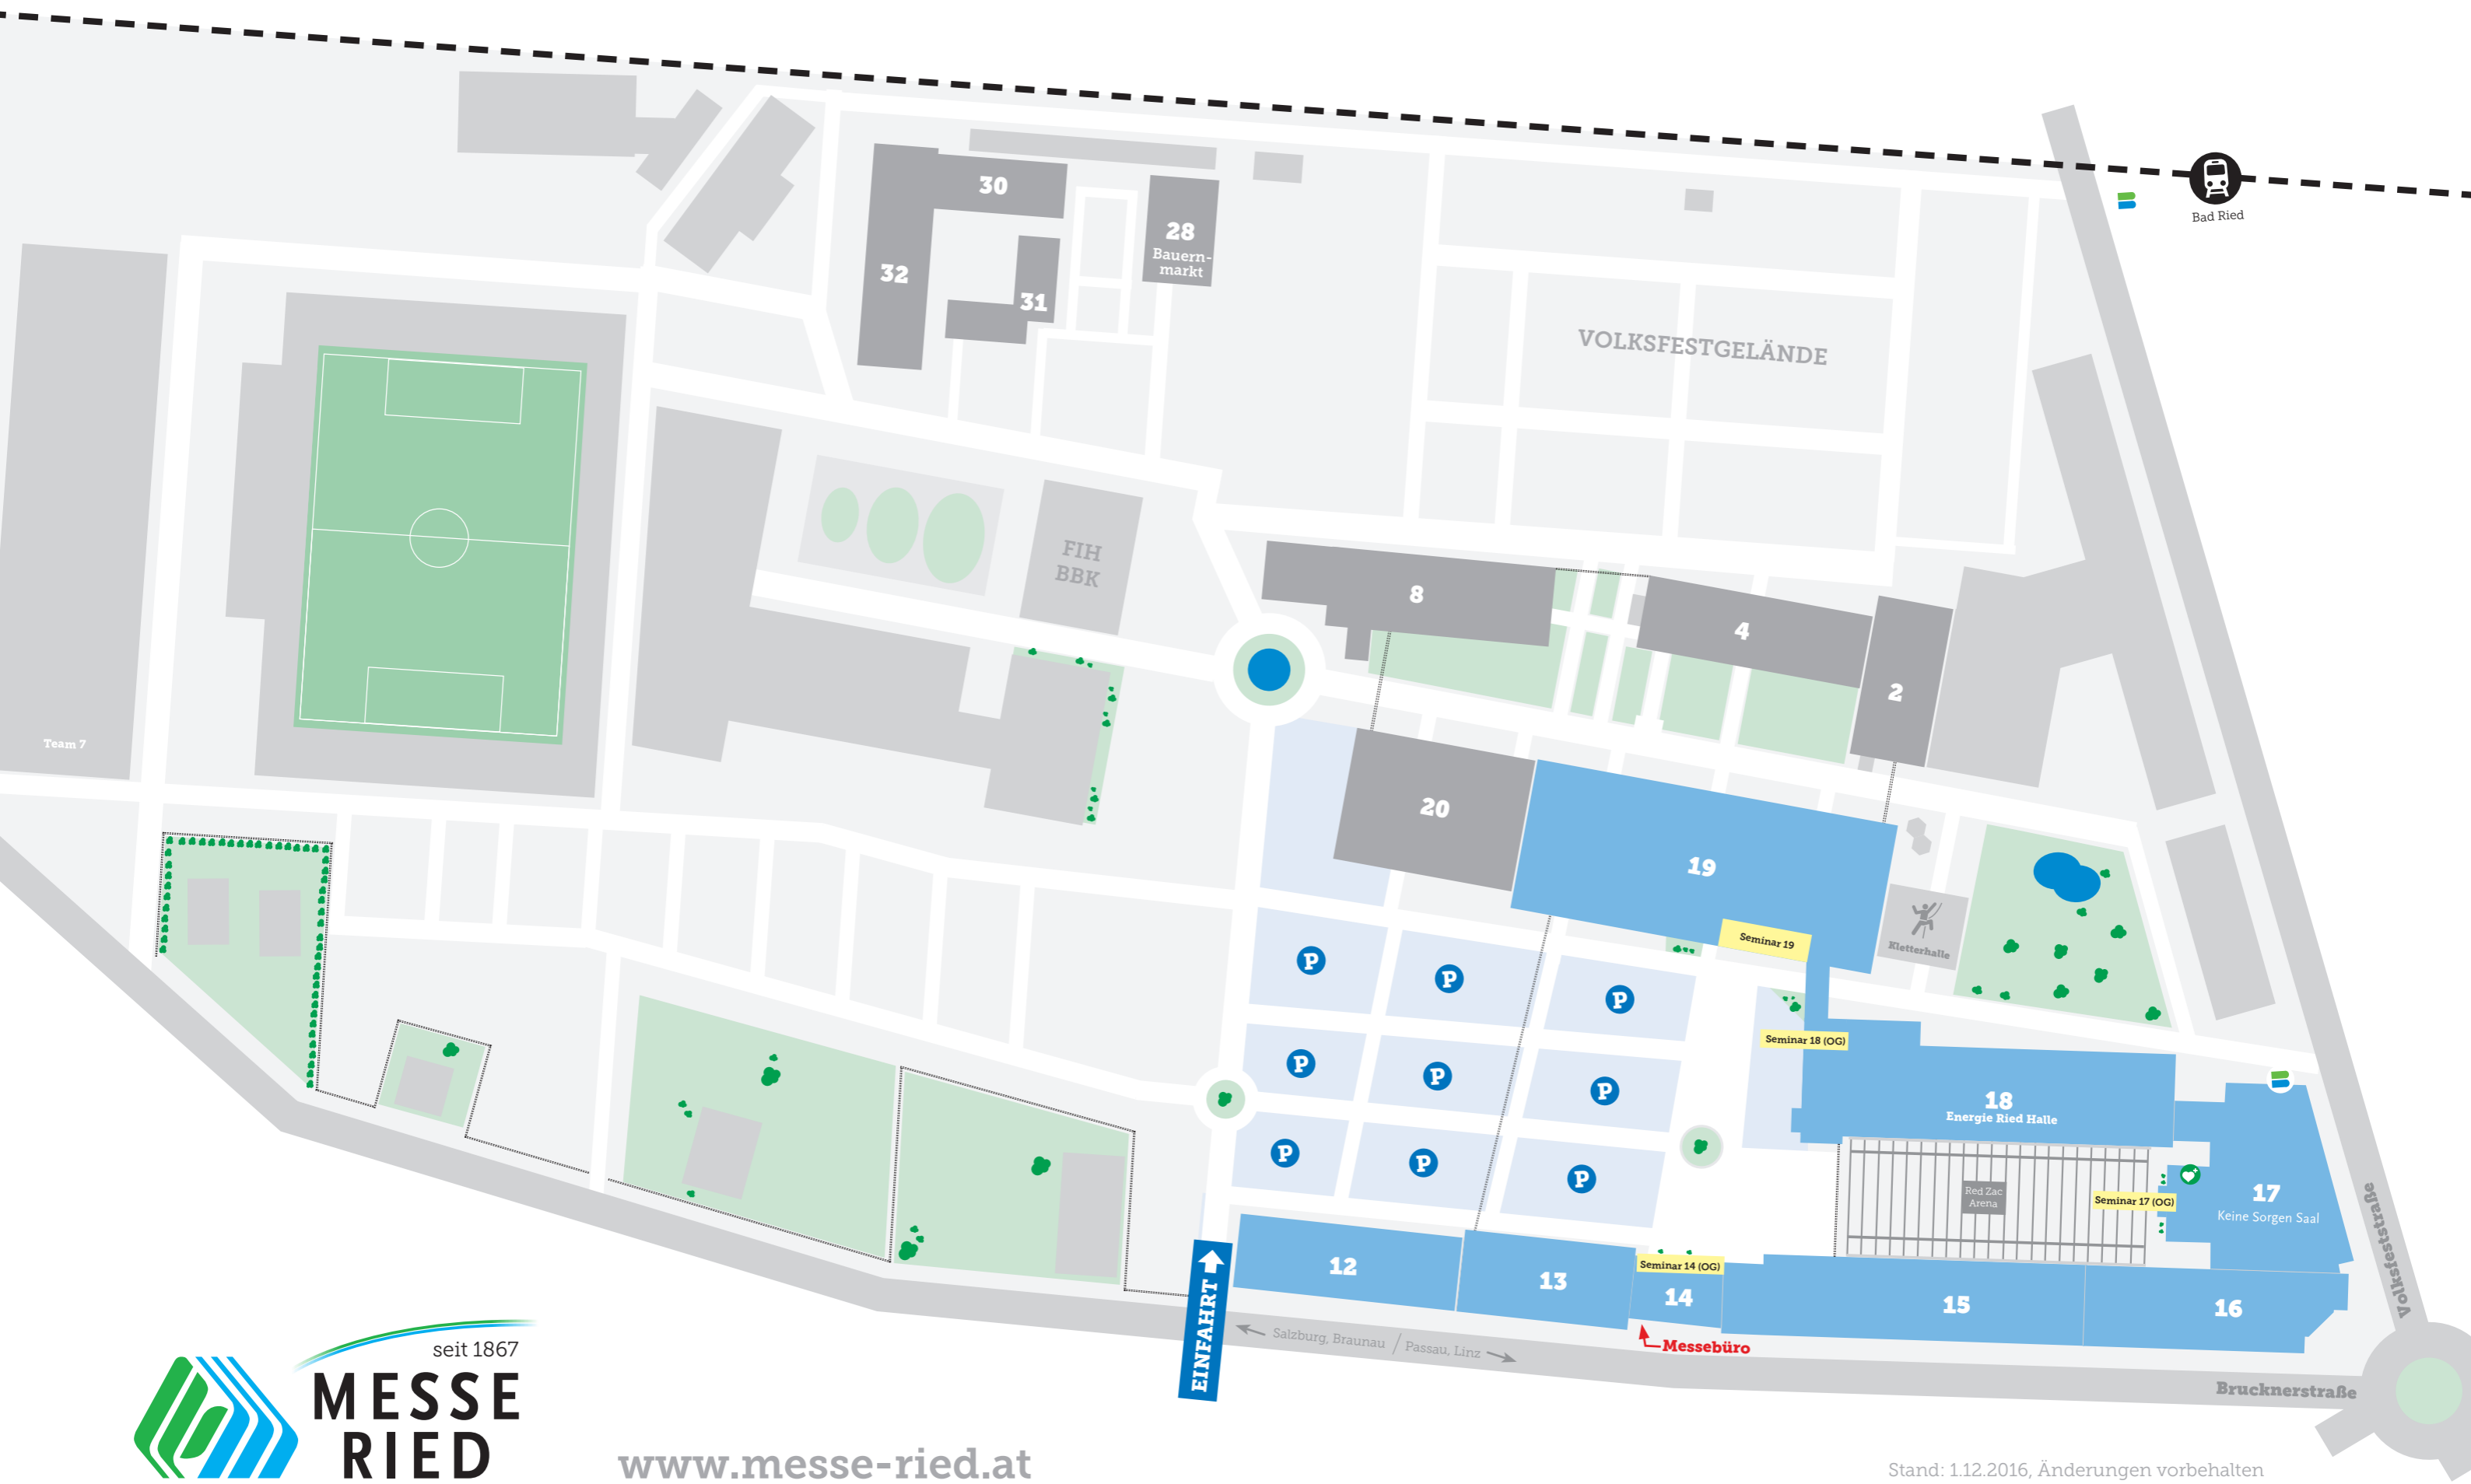 Bad Ried
30
28
Bauern-
markt
32
31
VOLKSFESTGELÄNDE
FIH
BBK
8
4
2
Team 7
20
19
Seminar 19
Kletterhalle
P
P
P
P
P
P
P
P
P
Seminar 18 (OG)
18
Energie Ried Halle
Red Zac
Arena
Seminar 17 (OG)
17
Keine Sorgen Saal
Volksfeststraße
12
13
Seminar 14 (OG)
14
15
16
EINFAHRT
Salzburg, Braunau / Passau, Linz
Messebüro
Brucknerstraße
seit 1867
MESSE
RIED
www.messe-ried.at
Stand: 1.12.2016, Änderungen vorbehalten